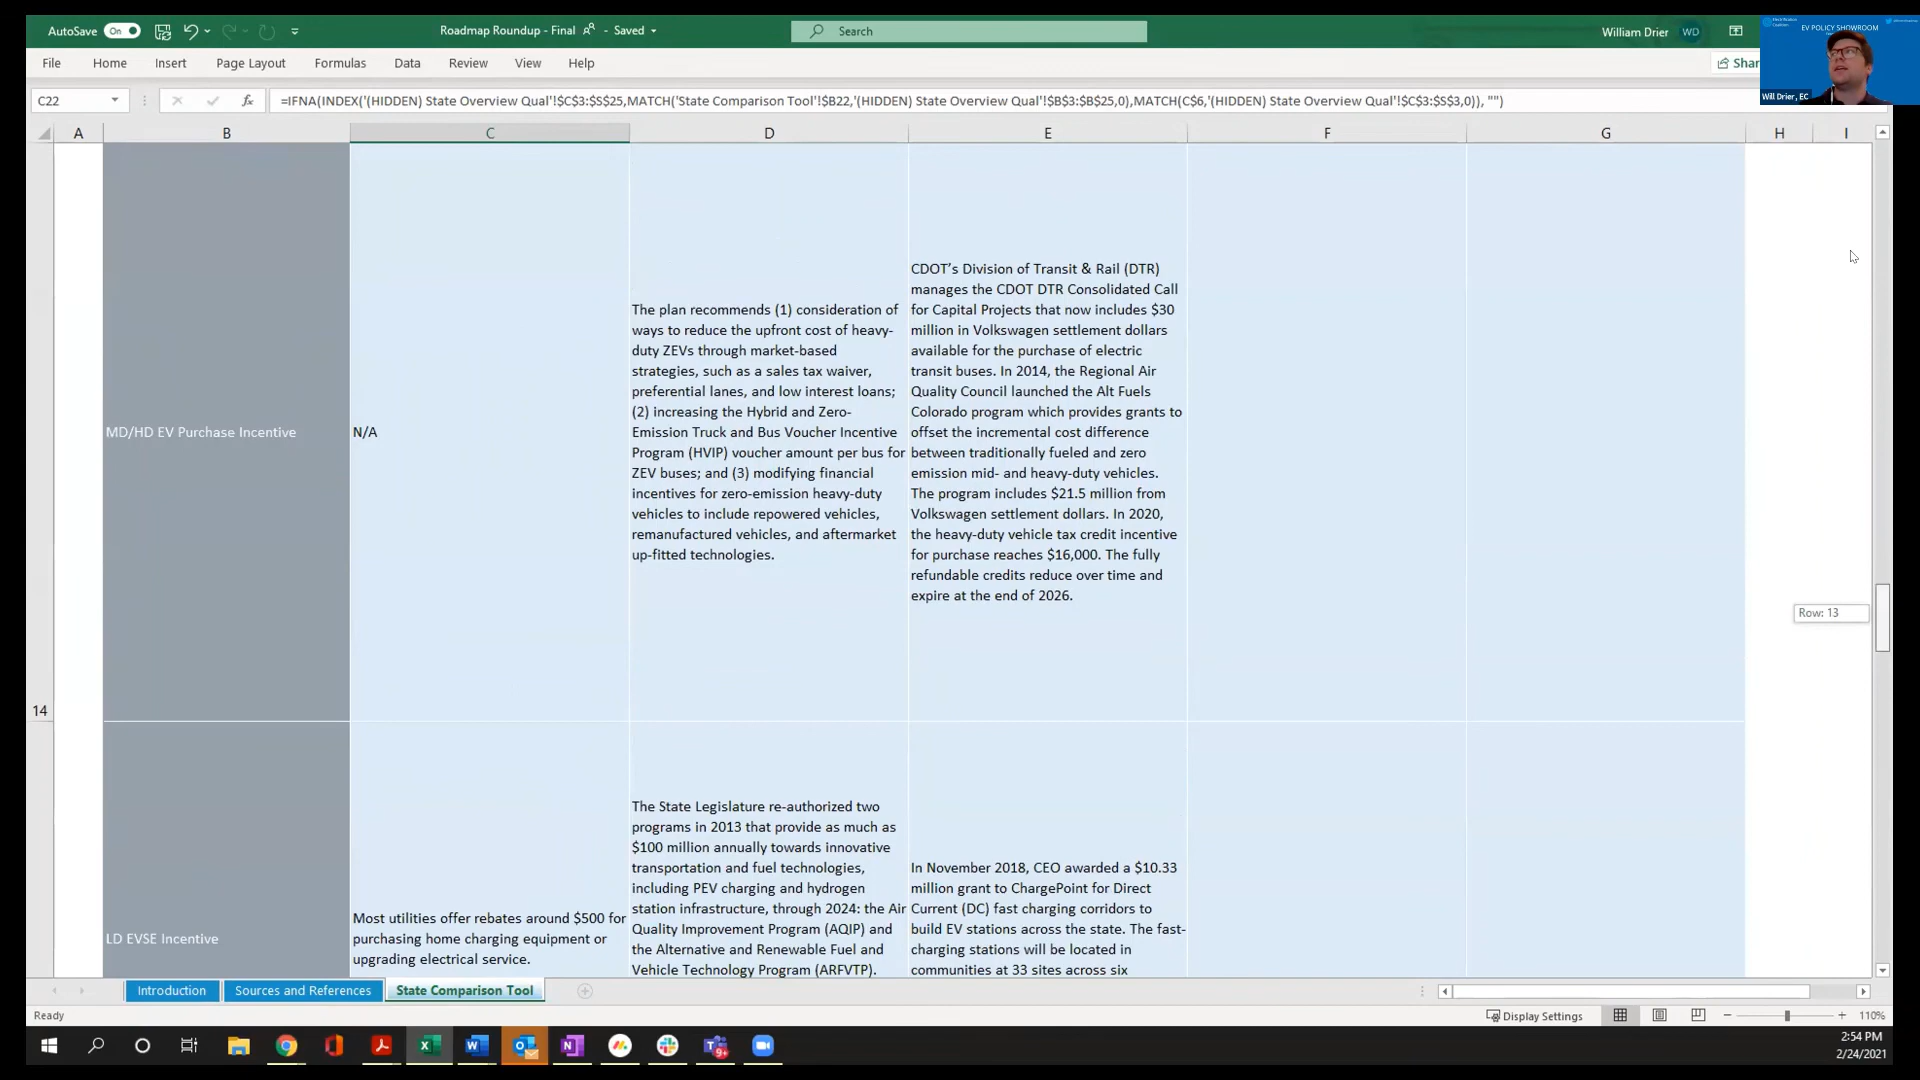 AutoSave On
Roadmap Roundup - Final - Saved
Search
William Drier WD
EV POLICY SHOWROOM
Will Drier, EC
File Home Insert Page Layout Formulas Data Review View Help
Shar
C22
fx
=IFNA(INDEX('(HIDDEN) State Overview Qual'!$C$3:$S$25,MATCH('State Comparison Tool'!$B22,'(HIDDEN) State Overview Qual'!$B$3:$B$25,0),MATCH(C$6,'(HIDDEN) State Overview Qual'!$C$3:$S$3,0)), "")
A B C D E F G H I
14
MD/HD EV Purchase Incentive
N/A
The plan recommends (1) consideration of
ways to reduce the upfront cost of heavy-
duty ZEVs through market-based
strategies, such as a sales tax waiver,
preferential lanes, and low interest loans;
(2) increasing the Hybrid and Zero-
Emission Truck and Bus Voucher Incentive
Program (HVIP) voucher amount per bus for
ZEV buses; and (3) modifying financial
incentives for zero-emission heavy-duty
vehicles to include repowered vehicles,
remanufactured vehicles, and aftermarket
up-fitted technologies.
CDOT's Division of Transit & Rail (DTR)
manages the CDOT DTR Consolidated Call
for Capital Projects that now includes $30
million in Volkswagen settlement dollars
available for the purchase of electric
transit buses. In 2014, the Regional Air
Quality Council launched the Alt Fuels
Colorado program which provides grants to
offset the incremental cost difference
between traditionally fueled and zero
emission mid- and heavy-duty vehicles.
The program includes $21.5 million from
Volkswagen settlement dollars. In 2020,
the heavy-duty vehicle tax credit incentive
for purchase reaches $16,000. The fully
refundable credits reduce over time and
expire at the end of 2026.
Row: 13
LD EVSE Incentive
Most utilities offer rebates around $500 for
purchasing home charging equipment or
upgrading electrical service.
The State Legislature re-authorized two
programs in 2013 that provide as much as
$100 million annually towards innovative
transportation and fuel technologies,
including PEV charging and hydrogen
station infrastructure, through 2024: the Air
Quality Improvement Program (AQIP) and
the Alternative and Renewable Fuel and
Vehicle Technology Program (ARFVTP).
In November 2018, CEO awarded a $10.33
million grant to ChargePoint for Direct
Current (DC) fast charging corridors to
build EV stations across the state. The fast-
charging stations will be located in
communities at 33 sites across six
Introduction Sources and References State Comparison Tool
Ready
Display Settings
110%
9+
2:54 PM
2/24/2021